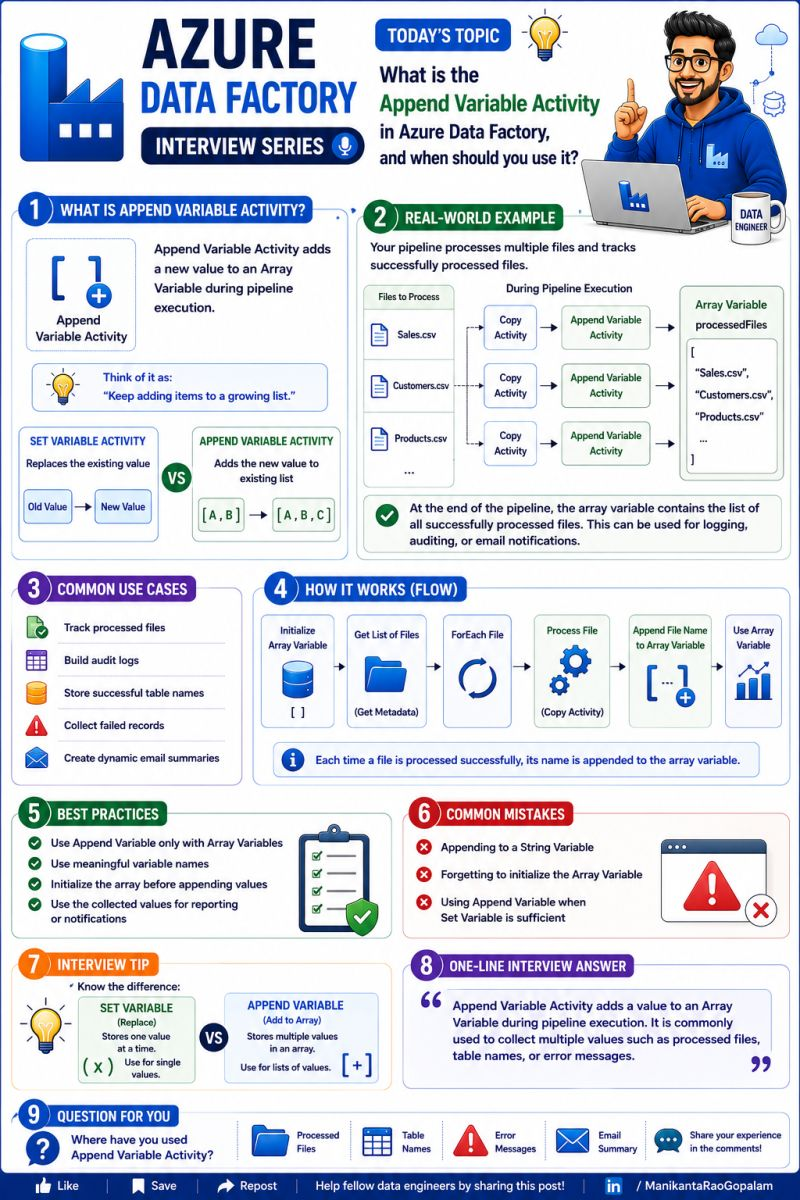 AZURE
DATA FACTORY
INTERVIEW SERIES
TODAY'S TOPIC
What is the
Append Variable Activity
in Azure Data Factory,
and when should you use it?
DATA
ENGINEER
1 WHAT IS APPEND VARIABLE ACTIVITY?
Append
Variable Activity
Append Variable Activity adds
a new value to an Array
Variable during pipeline
execution.
Think of it as:
“Keep adding items to a growing list.”
SET VARIABLE ACTIVITY
Replaces the existing value
Old Value
New Value
VS
APPEND VARIABLE ACTIVITY
Adds the new value to
existing list
[A,B]
[A,B,C]
2 REAL-WORLD EXAMPLE
Your pipeline processes multiple files and tracks
successfully processed files.
Files to Process
Sales.csv
Customers.csv
Products.csv
...
During Pipeline Execution
Copy
Activity
Append Variable
Activity
Copy
Activity
Append Variable
Activity
Copy
Activity
Append Variable
Activity
Array Variable
processedFiles
[
“Sales.csv”,
“Customers.csv”,
“Products.csv”
...
]
At the end of the pipeline, the array variable contains the list of
all successfully processed files. This can be used for logging,
auditing, or email notifications.
3 COMMON USE CASES
Track processed files
Build audit logs
Store successful table names
Collect failed records
Create dynamic email summaries
4 HOW IT WORKS (FLOW)
Initialize
Array Variable
[ ]
Get List of Files
(Get Metadata)
ForEach File
Process File
(Copy Activity)
Append File Name
to Array Variable
[...]
Use Array
Variable
Each time a file is processed successfully, its name is appended to the array variable.
5 BEST PRACTICES
Use Append Variable only with Array Variables
Use meaningful variable names
Initialize the array before appending values
Use the collected values for reporting
or notifications
6 COMMON MISTAKES
Appending to a String Variable
Forgetting to initialize the Array Variable
Using Append Variable when
Set Variable is sufficient
7 INTERVIEW TIP
Know the difference:
SET VARIABLE
(Replace)
Stores one value
at a time.
(x)
Use for single
values.
VS
APPEND VARIABLE
(Add to Array)
Stores multiple values
in an array.
Use for lists of values.
[+]
8 ONE-LINE INTERVIEW ANSWER
“Append Variable Activity adds a value to an Array
Variable during pipeline execution. It is commonly
used to collect multiple values such as processed files,
table names, or error messages.”
9 QUESTION FOR YOU
Where have you used
Append Variable Activity?
Processed
Files
Table
Names
Error
Messages
Email
Summary
Share your experience
in the comments!
Like
Save
Repost
Help fellow data engineers by sharing this post!
in / ManikantaRaoGopalam